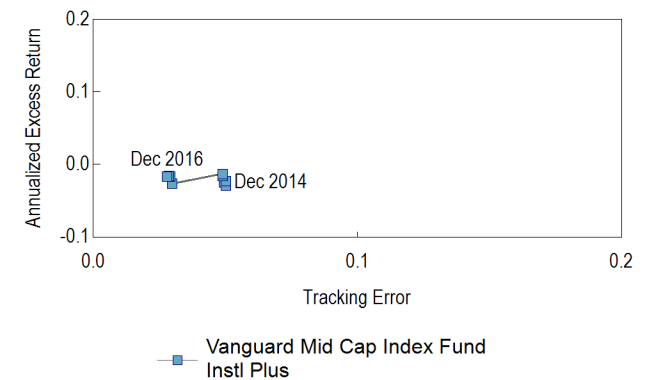 Annualized Excess Return
0.2
0.1
0.0
-0.1
Dec 2016
Dec 2014
0.0
0.1
0.2
Tracking Error
Vanguard Mid Cap Index Fund
Instl Plus